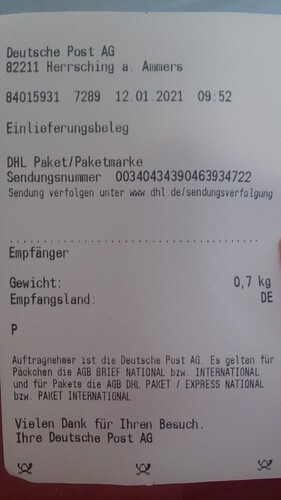 Deutsche Post AG
82211 Herrsching a. Ammers
84015931 7289 12.01.2021 09:52
Einlieferungsbeleg
DHL Paket/Paketmarke
Sendungsnummer 00340434390463934722
Sendung verfolgen unter www.dhl.de/sendungsverfolgung
Empfänger
Gewicht: 0,7 kg
Empfangsland: DE
P
Auftragnehmer ist die Deutsche Post AG. Es gelten für
Päckchen die AGB BRIEF NATIONAL bzw. INTERNATIONAL
und für Pakete die AGB DHL PAKET / EXPRESS NATIONAL
bzw. PAKET INTERNATIONAL
Vielen Dank für Ihren Besuch.
Ihre Deutsche Post AG